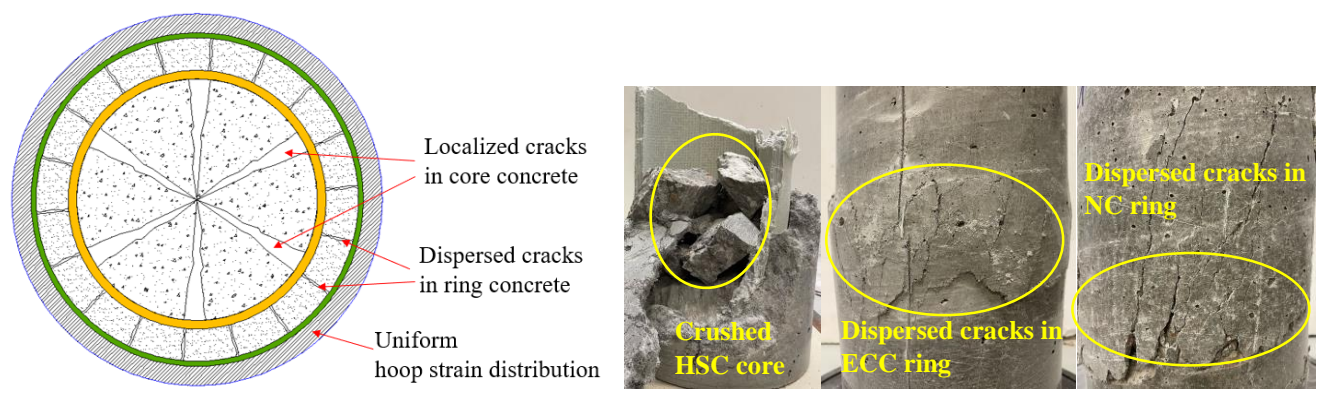 Localized cracks
in core concrete
Dispersed cracks
in ring concrete
Uniform
hoop strain distribution
Crushed
HSC core
Dispersed cracks in
ECC ring
Dispersed cracks in
NC ring